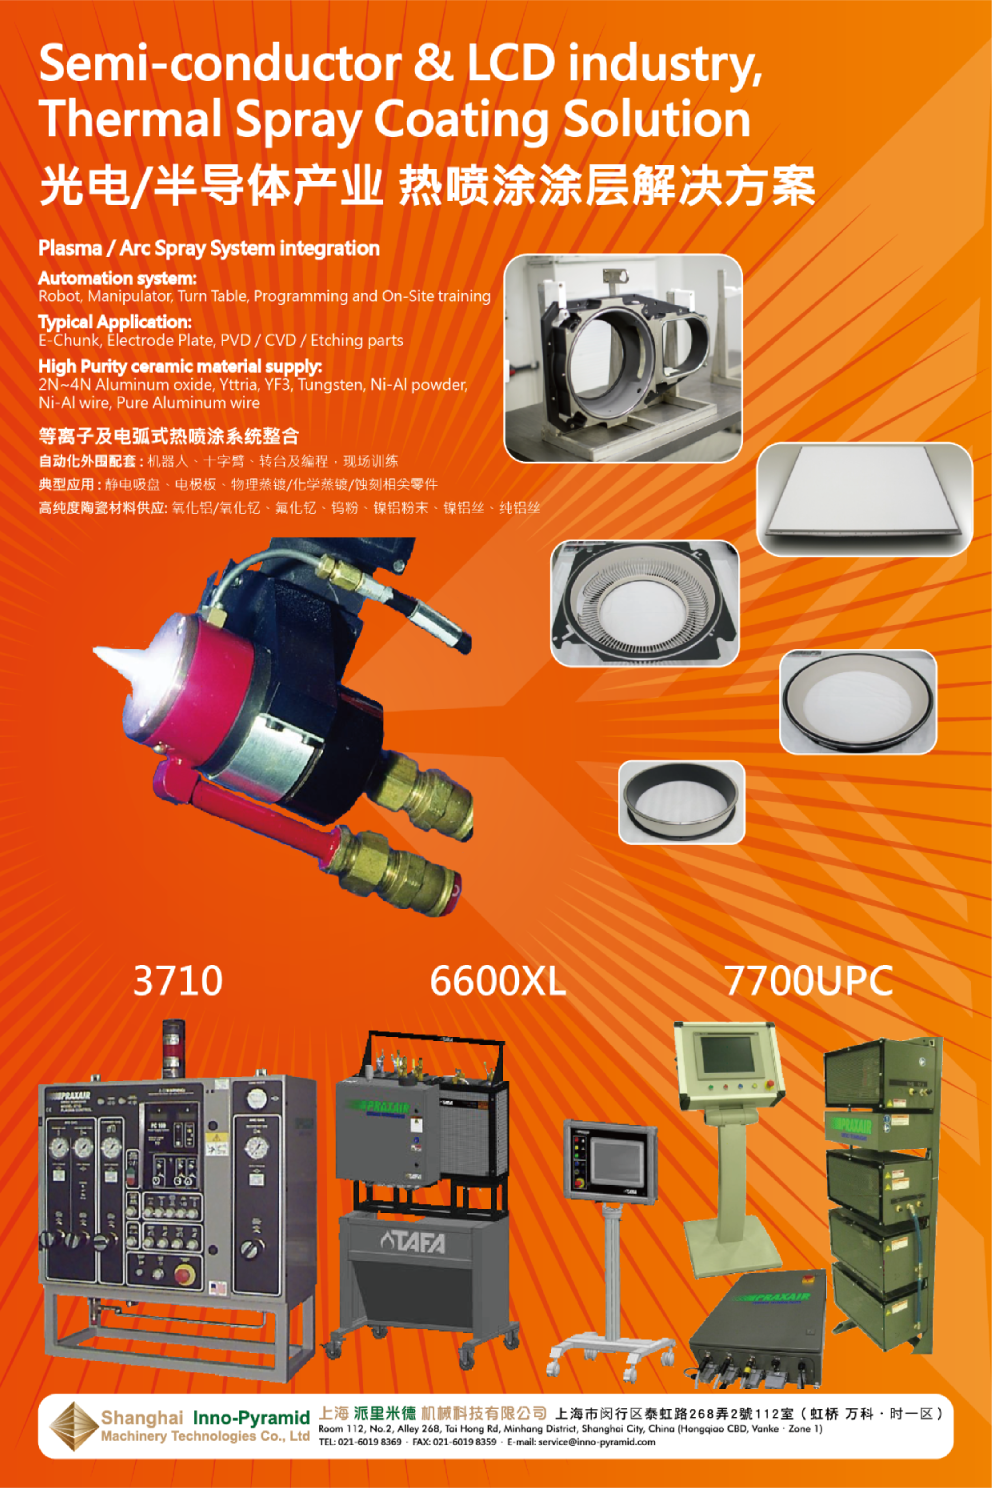 Semi-conductor & LCD industry,
Thermal Spray Coating Solution
光电/半导体产业 热喷涂涂层解决方案
Plasma / Arc Spray System integration
Automation system:
Robot, Manipulator, Turn Table, Programming and On-Site training
Typical Application:
E-Chunk, Electrode Plate, PVD / CVD / Etching parts
High Purity ceramic material supply:
2N~4N Aluminum oxide, Yttria, YF3, Tungsten, Ni-Al powder,
Ni-Al wire, Pure Aluminum wire
等离子及电弧式热喷涂系统整合
自动化外围配套 : 机器人、十字臂、转台及编程，现场训练
典型应用 : 静电吸盘、电极板、物理蒸镀/化学蒸镀/蚀刻相关零件
高纯度陶瓷材料供应: 氧化铝/氧化钇、氟化钇、钨粉、镍铝粉末、镍铝丝、纯铝丝
3710
6600XL
7700UPC
PRAXAIR
PRAXAIR
TAFA
PRAXAIR
PRAXAIR
Shanghai Inno-Pyramid
Machinery Technologies Co., Ltd
上海 派里米德 机械科技有限公司 上海市闵行区泰虹路268弄2號112室（虹桥 万科·时一区）
Room 112, No.2, Alley 268, Tai Hong Rd, Minhang District, Shanghai City, China (Hongqiao CBD, Vanke · Zone 1)
TEL: 021-6019 8369 · FAX: 021-6019 8359 · E-mail: service@inno-pyramid.com